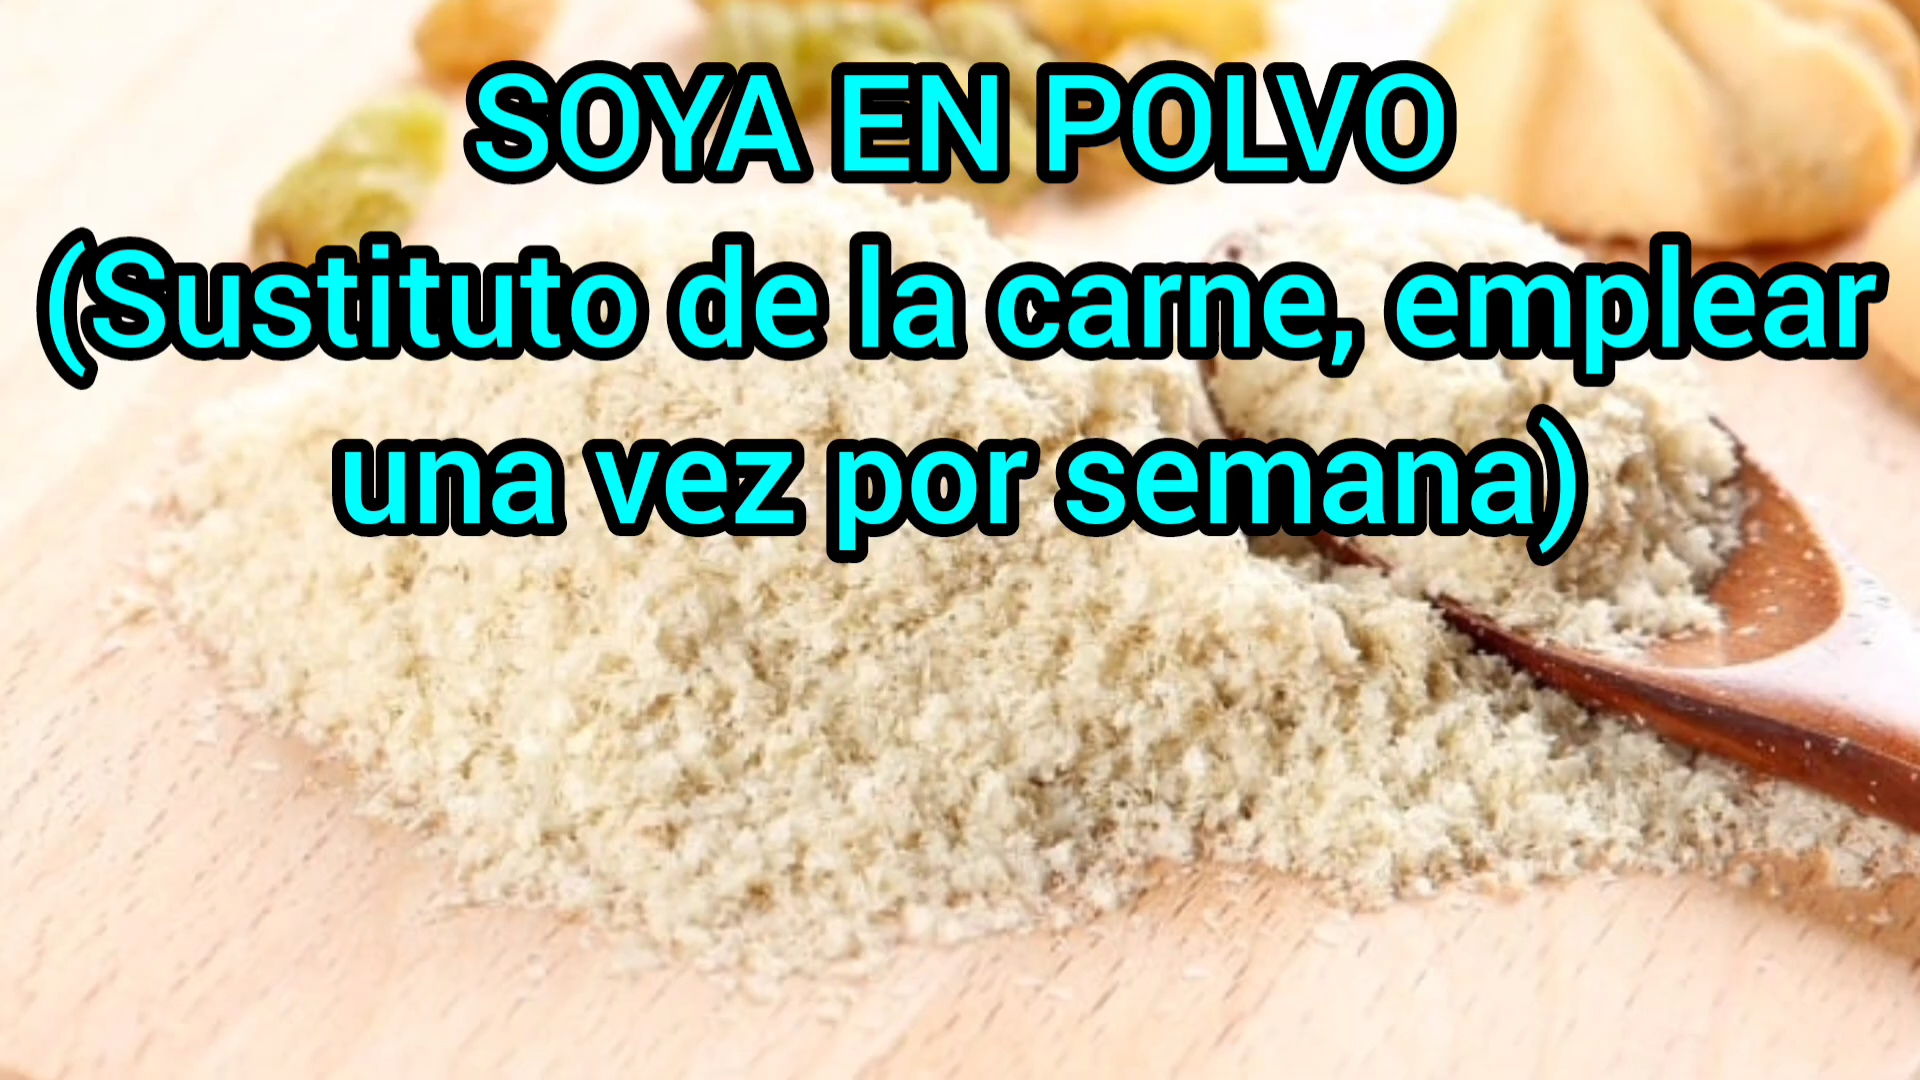 SOYA EN POLVO
(Sustituto de la carne, emplear
una vez por semana)